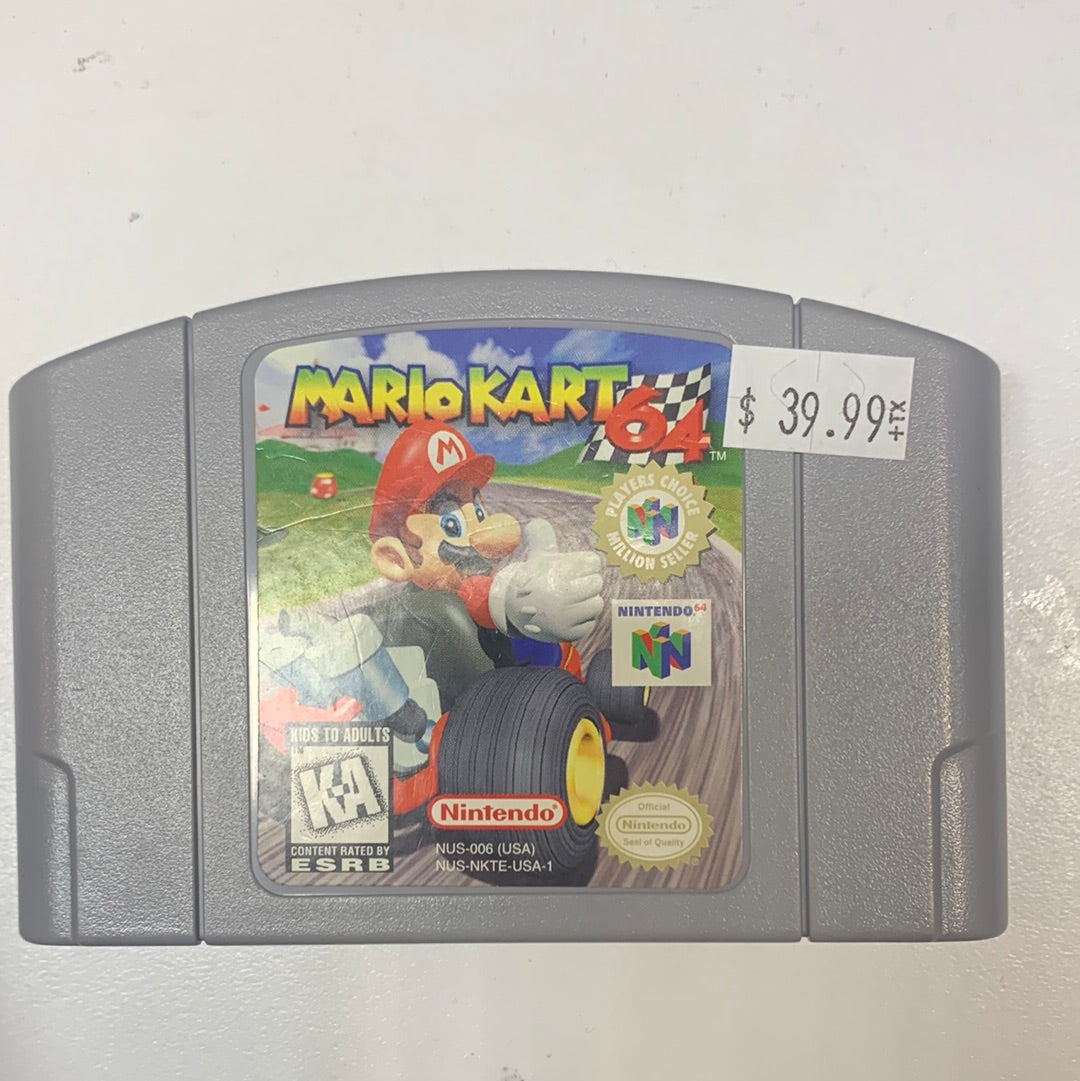 MARIO KART 64 ™
$ 39.99 +TX
M
PLAYERS CHOICE
N
MILLION SELLER
NINTENDO 64
N
KIDS TO ADULTS
K-A
CONTENT RATED BY
ESRB
Nintendo®
NUS-006 (USA)
NUS-NKTE-USA-1
Official
Nintendo
Seal of Quality
®